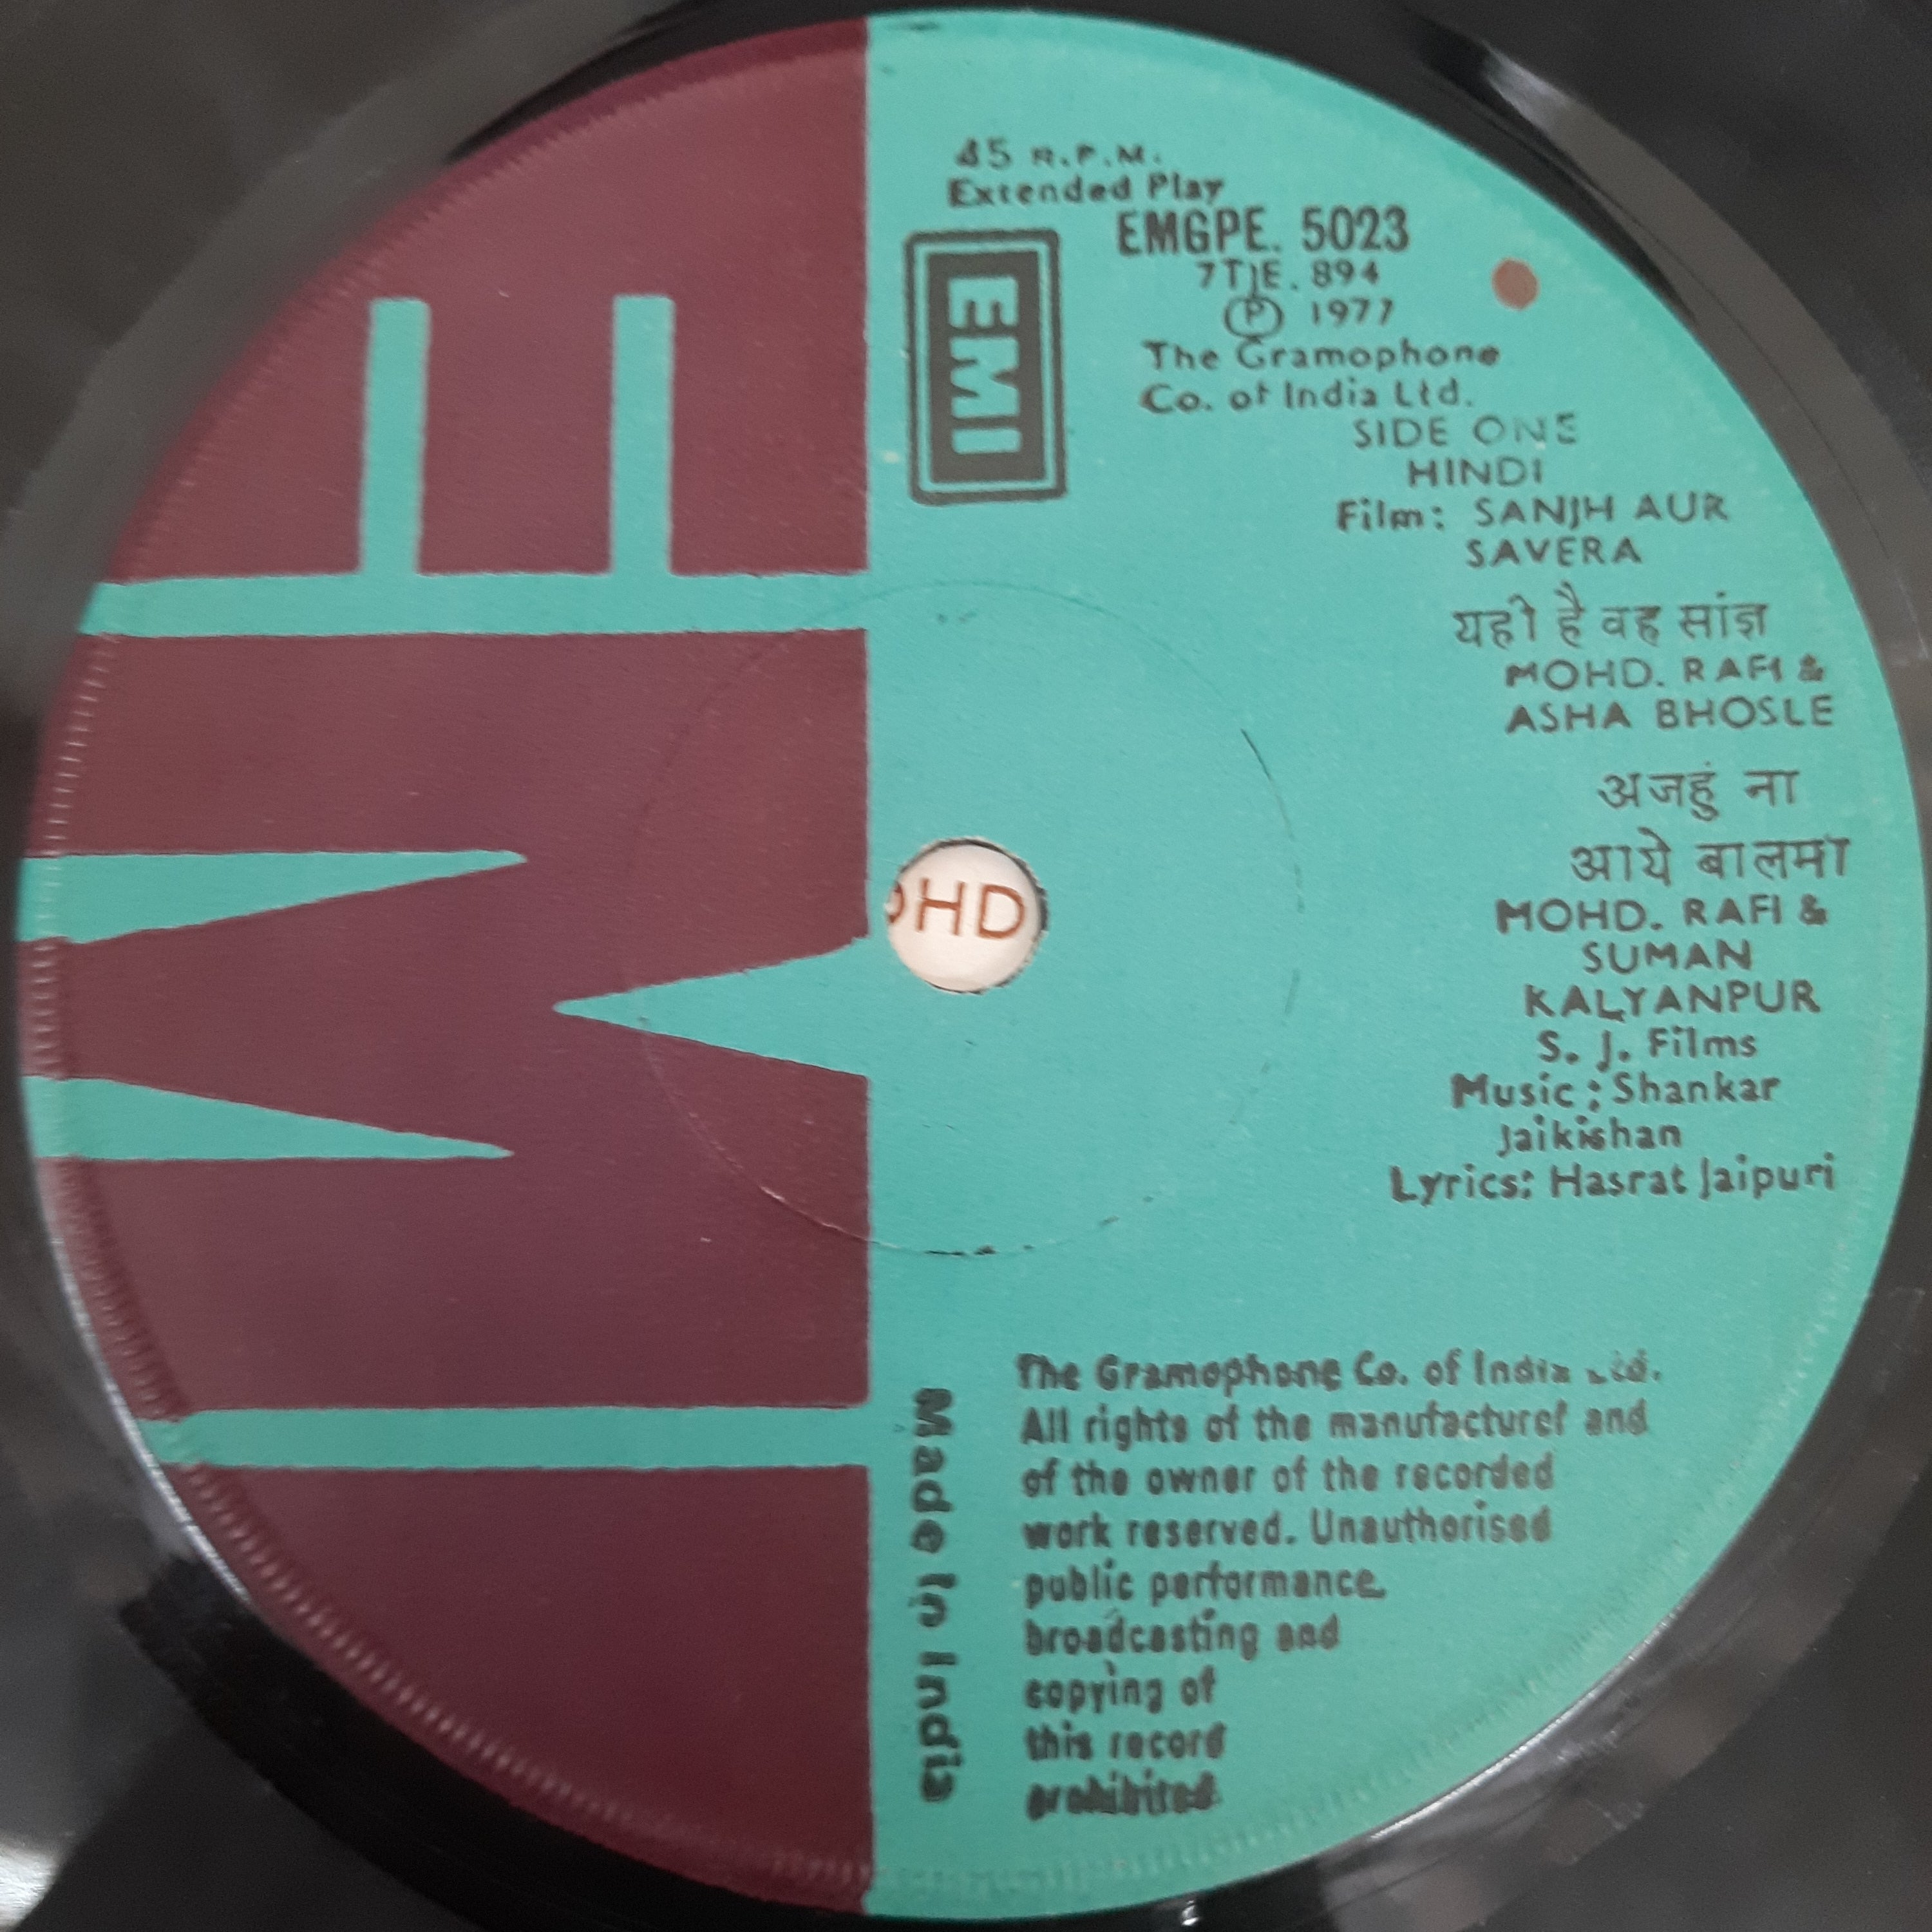 45 R.P.M.
Extended Play
EMGPE. 5023
7TJE. 894
Ⓟ 1977
The Gramophone
Co. of India Ltd.
EMI
SIDE ONE
HINDI
Film: SANJH AUR
SAVERA
यही है वह सांझ
MOHD. RAFI &
ASHA BHOSLE
अजहुं ना
आये बालमा
MOHD. RAFI &
SUMAN
KALYANPUR
S. J. Films
Music: Shankar
Jaikishan
Lyrics: Hasrat Jaipuri
OHD
EMI
Made in India
The Gramophone Co. of India Ltd.
All rights of the manufacturer and
of the owner of the recorded
work reserved. Unauthorised
public performance.
broadcasting and
copying of
this record
prohibited